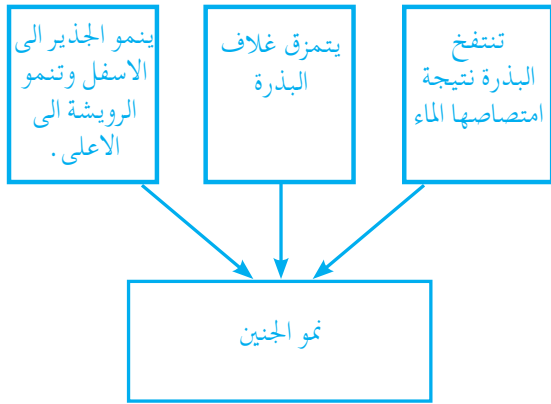 تنتفخ
البذرة نتيجة
امتصاصها الماء
يتمزق غلاف
البذرة
ينمو الجذير الى
الاسفل وتنمو
الرويشة الى
الاعلى.
نمو الجنين